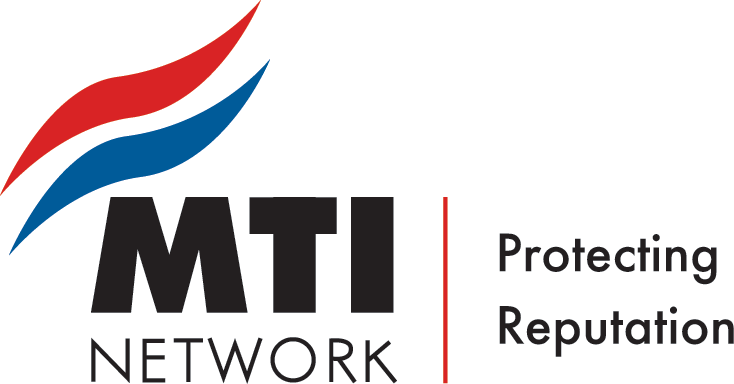 MTI
NETWORK
Protecting
Reputation